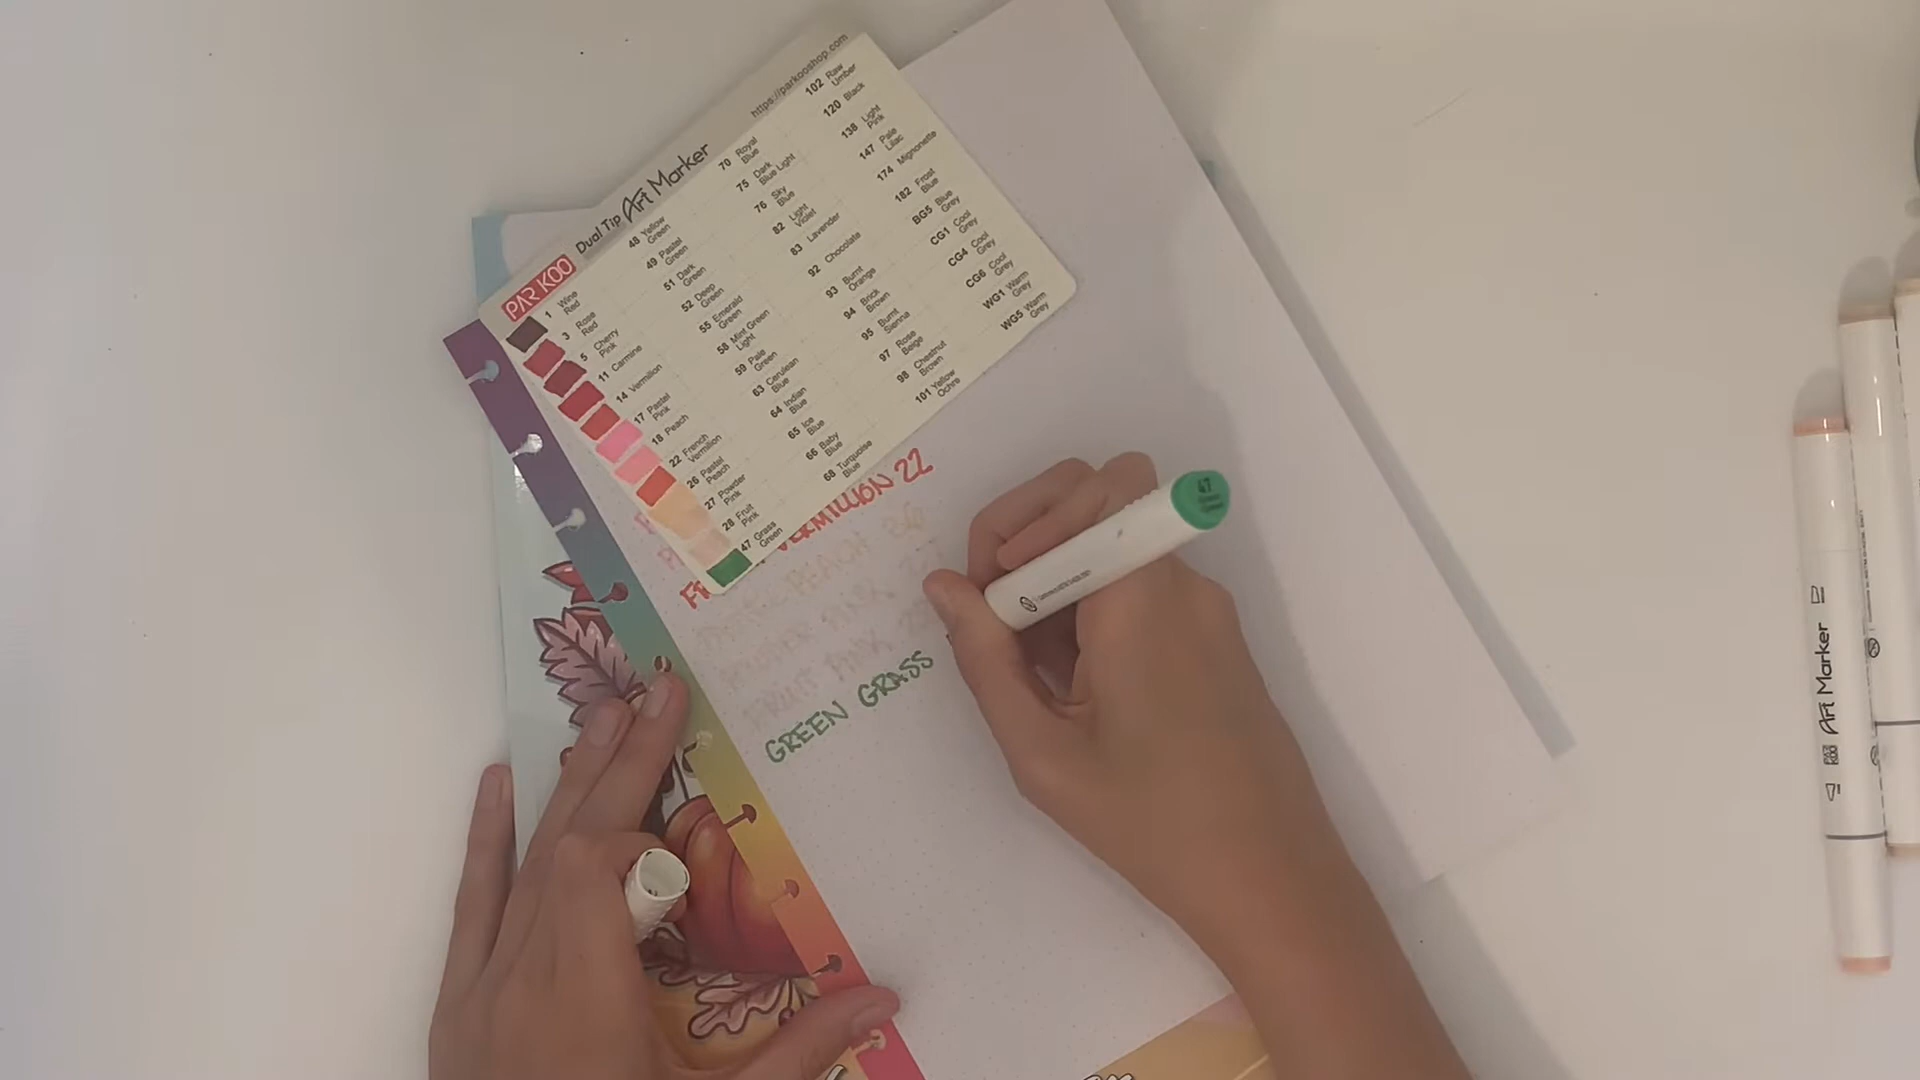 PARKOO Dual Tip Art Marker https://parkooshop.com
1 Wine Red
3 Rose Red
5 Cherry Pink
11 Carmine
14 Vermilion
17 Pastel Pink
18 Peach
22 French Vermilion
26 Pastel Peach
27 Powder Pink
28 Fruit Pink
47 Grass Green
48 Yellow Green
49 Pastel Green
51 Dark Green
52 Deep Green
55 Emerald Green
58 Mint Green Light
59 Pale Green
63 Cerulean Blue
64 Indian Blue
65 Ice Blue
66 Baby Blue
68 Turquoise Blue
70 Royal Blue
75 Dark Blue Light
76 Sky Blue
82 Light Violet
83 Lavender
92 Chocolate
93 Burnt Orange
94 Brick Brown
95 Burnt Sienna
97 Rose Beige
98 Chestnut Brown
101 Yellow Ochre
102 Raw Umber
120 Black
138 Light Pink
147 Pale Lilac
174 Mignonette
182 Frost Blue
BG5 Blue Grey
CG1 Cool Grey
CG4 Cool Grey
CG6 Cool Grey
WG1 Warm Grey
WG5 Warm Grey
VERMILLION 22
PEACH
FRUIT PINK
GREEN GRASS
47
Art Marker